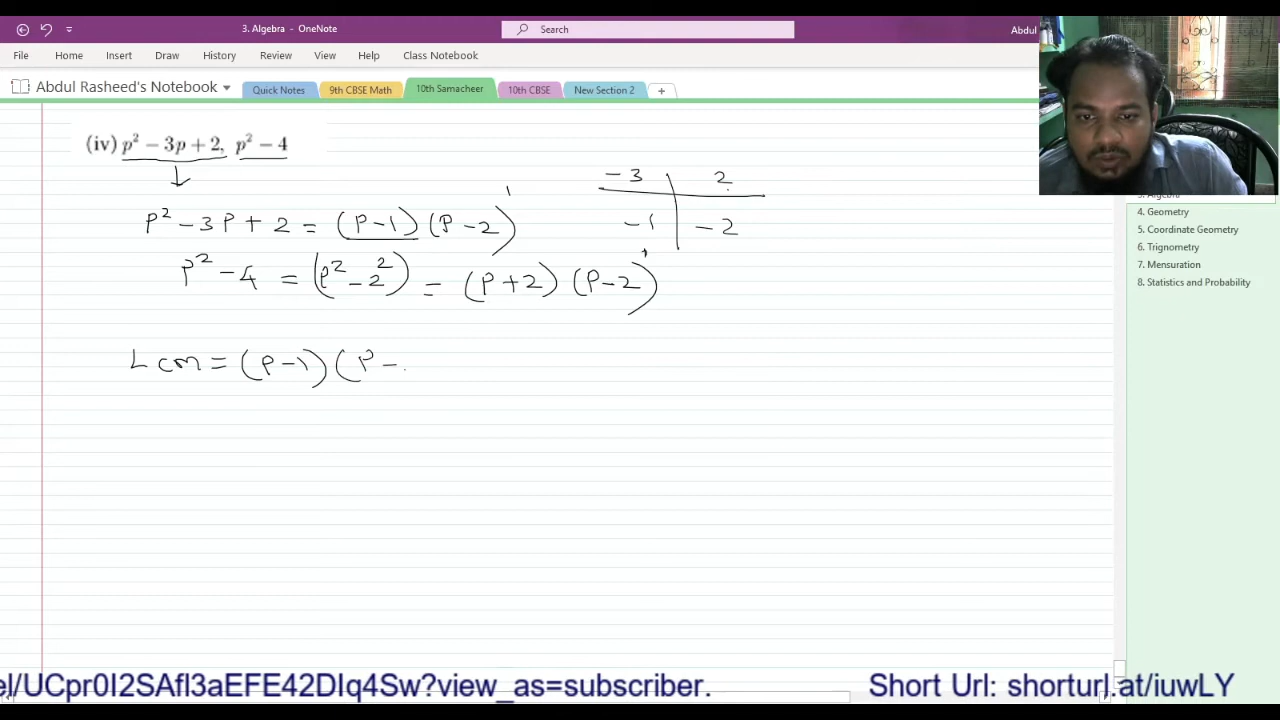 3. Algebra - OneNote
Search
Abdul
File Home Insert Draw History Review View Help Class Notebook
Abdul Rasheed's Notebook
Quick Notes 9th CBSE Math 10th Samacheer 10th CBSE New Section 2 +
(iv) p² − 3p + 2, p² − 4
-3 | 2
-1 | -2
p² - 3p + 2 = (p-1) (p-2)¹
p² - 4 = (p² - 2²) = (p+2) (p-2)¹
Lcm = (p-1) (p -
4. Geometry
5. Coordinate Geometry
6. Trignometry
7. Mensuration
8. Statistics and Probability
el/UCpr0I2SAfl3aEFE42DIq4Sw?view_as=subscriber. Short Url: shorturl.at/iuwLY